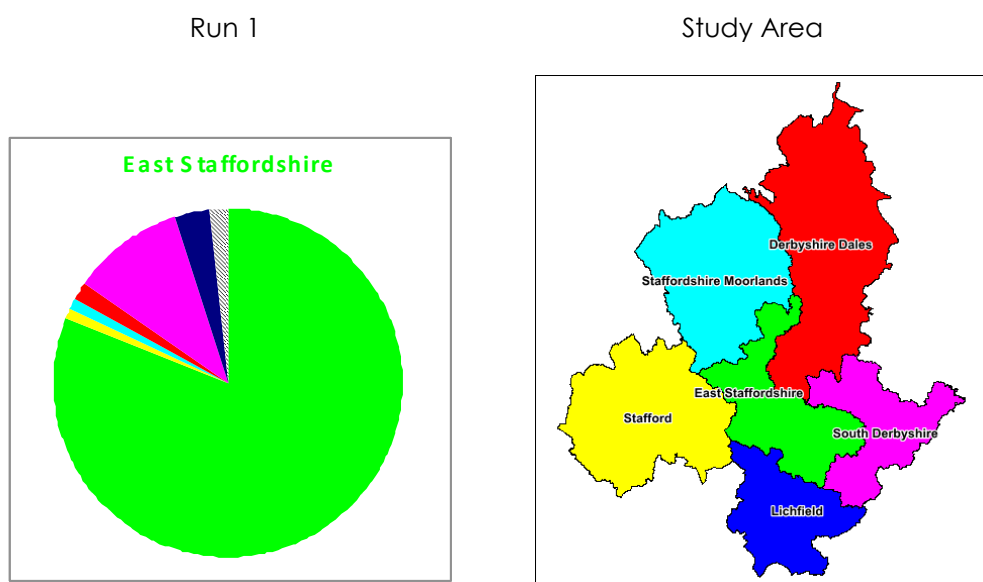 Run 1
Study Area
East Staffordshire
Derbyshire Dales
Staffordshire Moorlands
East Staffordshire
Stafford
South Derbyshire
Lichfield